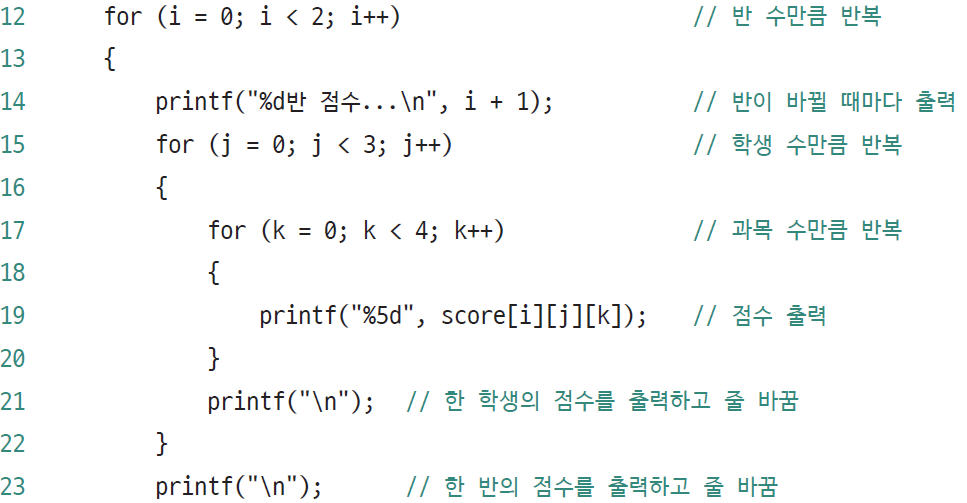 12 for (i = 0; i < 2; i++) // 반 수만큼 반복
13 {
14 printf("%d반 점수...\n", i + 1); // 반이 바뀔 때마다 출력
15 for (j = 0; j < 3; j++) // 학생 수만큼 반복
16 {
17 for (k = 0; k < 4; k++) // 과목 수만큼 반복
18 {
19 printf("%5d", score[i][j][k]); // 점수 출력
20 }
21 printf("\n"); // 한 학생의 점수를 출력하고 줄 바꿈
22 }
23 printf("\n"); // 한 반의 점수를 출력하고 줄 바꿈